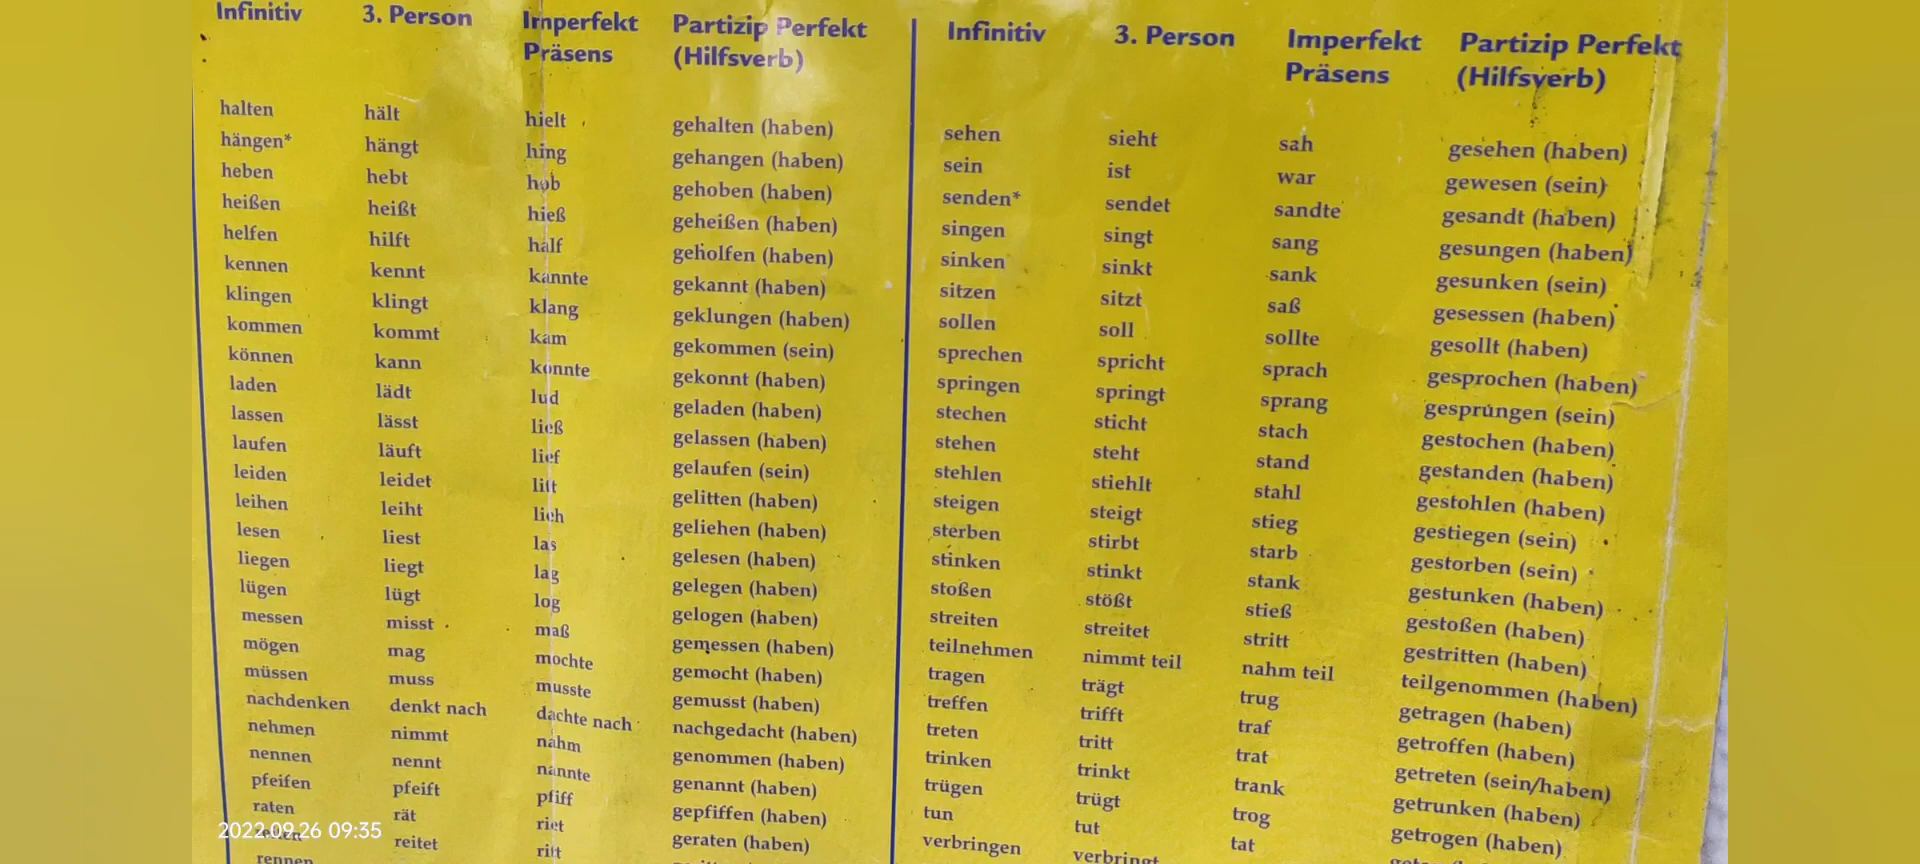 Infinitiv 3. Person Imperfekt Präsens Partizip Perfekt (Hilfsverb)
halten hält hielt gehalten (haben)
hängen* hängt hing gehangen (haben)
heben hebt hob gehoben (haben)
heißen heißt hieß geheißen (haben)
helfen hilft half geholfen (haben)
kennen kennt kannte gekannt (haben)
klingen klingt klang geklungen (haben)
kommen kommt kam gekommen (sein)
können kann konnte gekonnt (haben)
laden lädt lud geladen (haben)
lassen lässt ließ gelassen (haben)
laufen läuft lief gelaufen (sein)
leiden leidet litt gelitten (haben)
leihen leiht lieh geliehen (haben)
lesen liest las gelesen (haben)
liegen liegt lag gelegen (haben)
lügen lügt log gelogen (haben)
messen misst maß gemessen (haben)
mögen mag mochte gemocht (haben)
müssen muss musste gemusst (haben)
nachdenken denkt nach dachte nach nachgedacht (haben)
nehmen nimmt nahm genommen (haben)
nennen nennt nannte genannt (haben)
pfeifen pfeift pfiff gepfiffen (haben)
raten rät riet geraten (haben)
reitet ritt
rennen
Infinitiv 3. Person Imperfekt Präsens Partizip Perfekt (Hilfsverb)
sehen sieht sah gesehen (haben)
sein ist war gewesen (sein)
senden* sendet sandte gesandt (haben)
singen singt sang gesungen (haben)
sinken sinkt sank gesunken (sein)
sitzen sitzt saß gesessen (haben)
sollen soll sollte gesollt (haben)
sprechen spricht sprach gesprochen (haben)
springen springt sprang gesprungen (sein)
stechen sticht stach gestochen (haben)
stehen steht stand gestanden (haben)
stehlen stiehlt stahl gestohlen (haben)
steigen steigt stieg gestiegen (sein)
sterben stirbt starb gestorben (sein)
stinken stinkt stank gestunken (haben)
stoßen stößt stieß gestoßen (haben)
streiten streitet stritt gestritten (haben)
teilnehmen nimmt teil nahm teil teilgenommen (haben)
tragen trägt trug getragen (haben)
treffen trifft traf getroffen (haben)
treten tritt trat getreten (sein/haben)
trinken trinkt trank getrunken (haben)
trügen trügt trog getrogen (haben)
tun tut tat
verbringen verbringt
2022.09.26 09:35